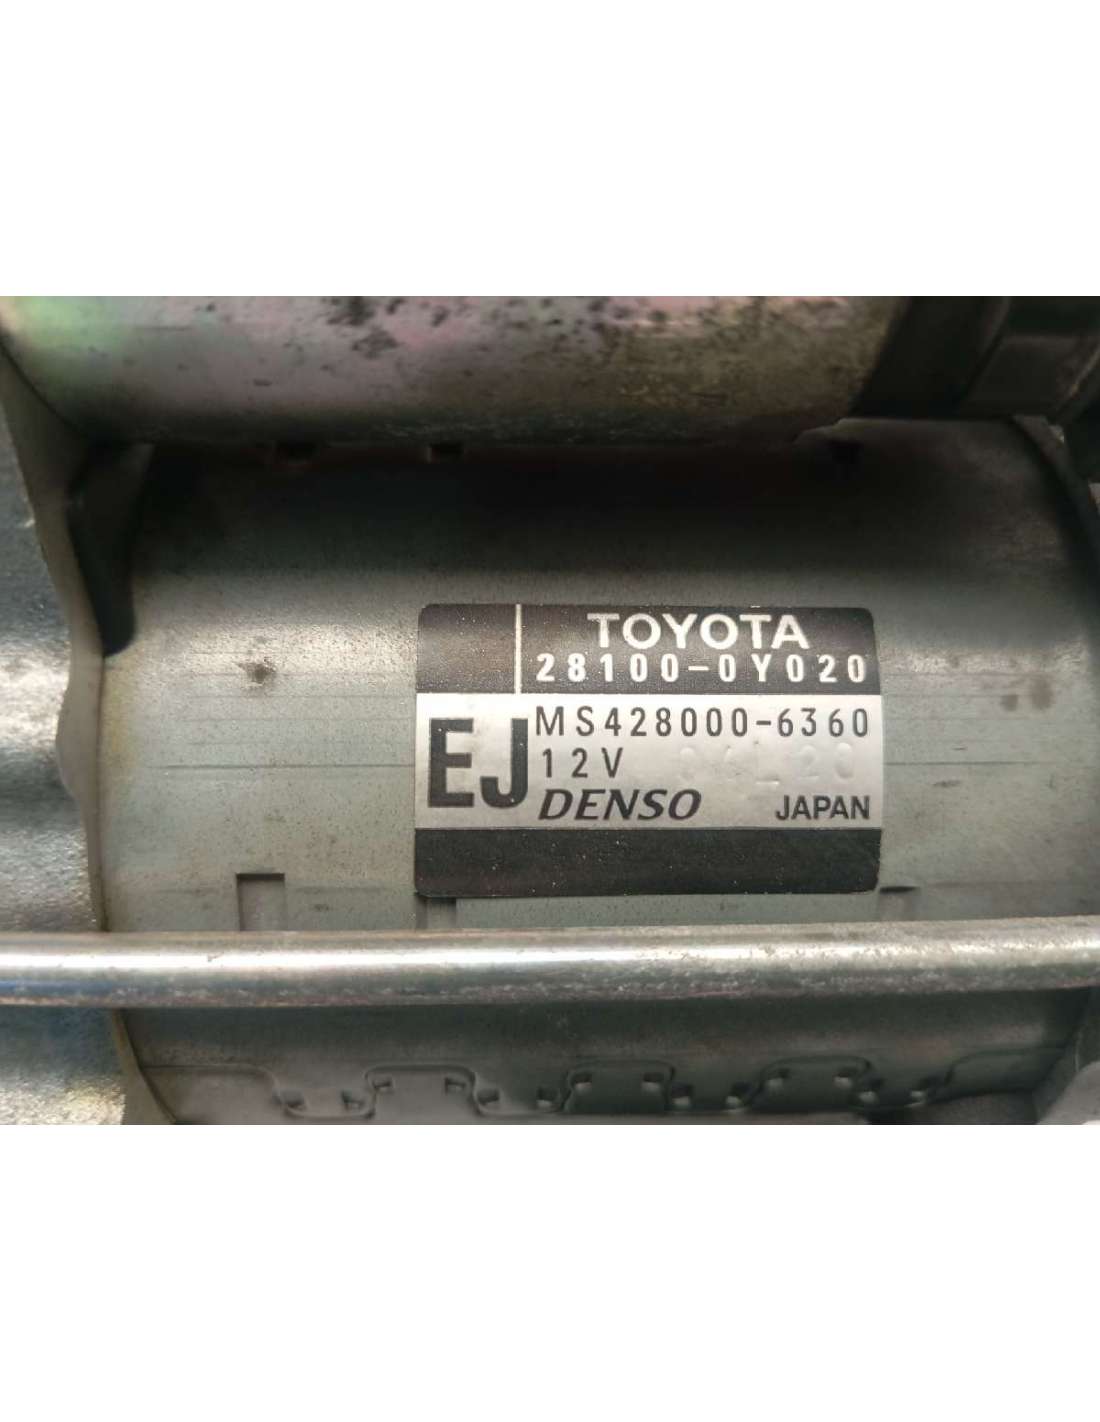 TOYOTA
28100-0Y020
EJ
MS428000-6360
12V
DENSO JAPAN